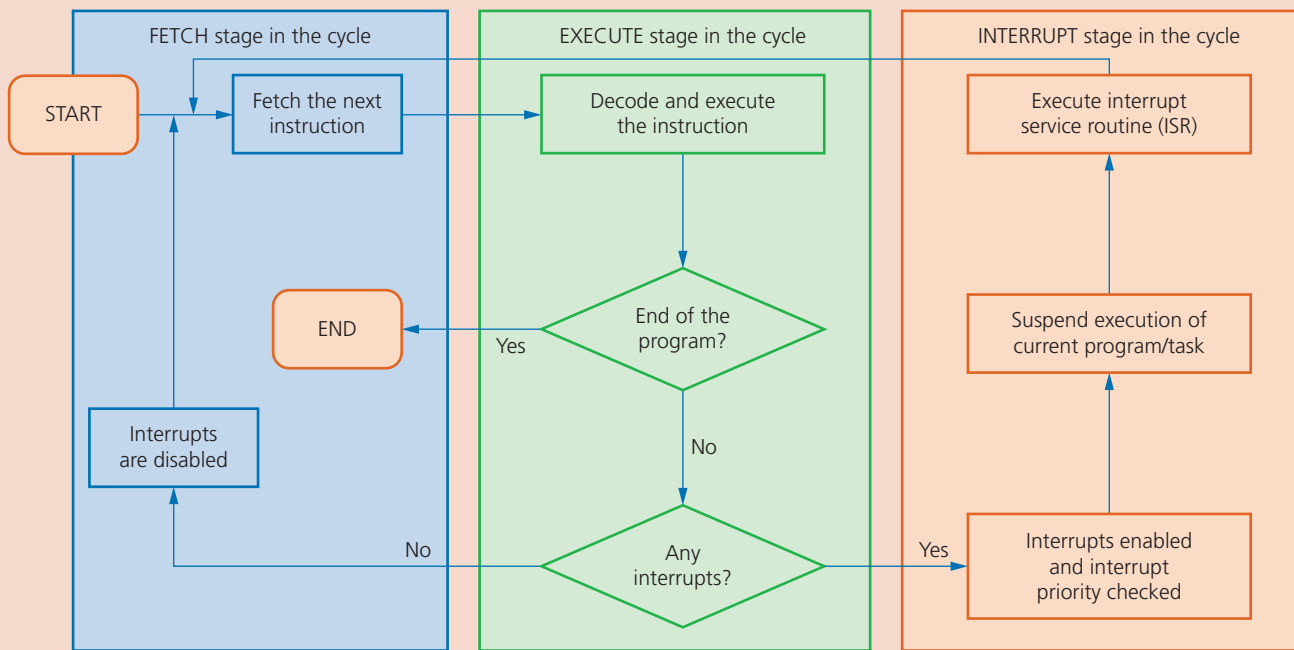 FETCH stage in the cycle
EXECUTE stage in the cycle
INTERRUPT stage in the cycle
START
Fetch the next
instruction
Decode and execute
the instruction
Execute interrupt
service routine (ISR)
END
Yes
End of the
program?
Suspend execution of
current program/task
Interrupts
are disabled
No
No
Any
interrupts?
Yes
Interrupts enabled
and interrupt
priority checked